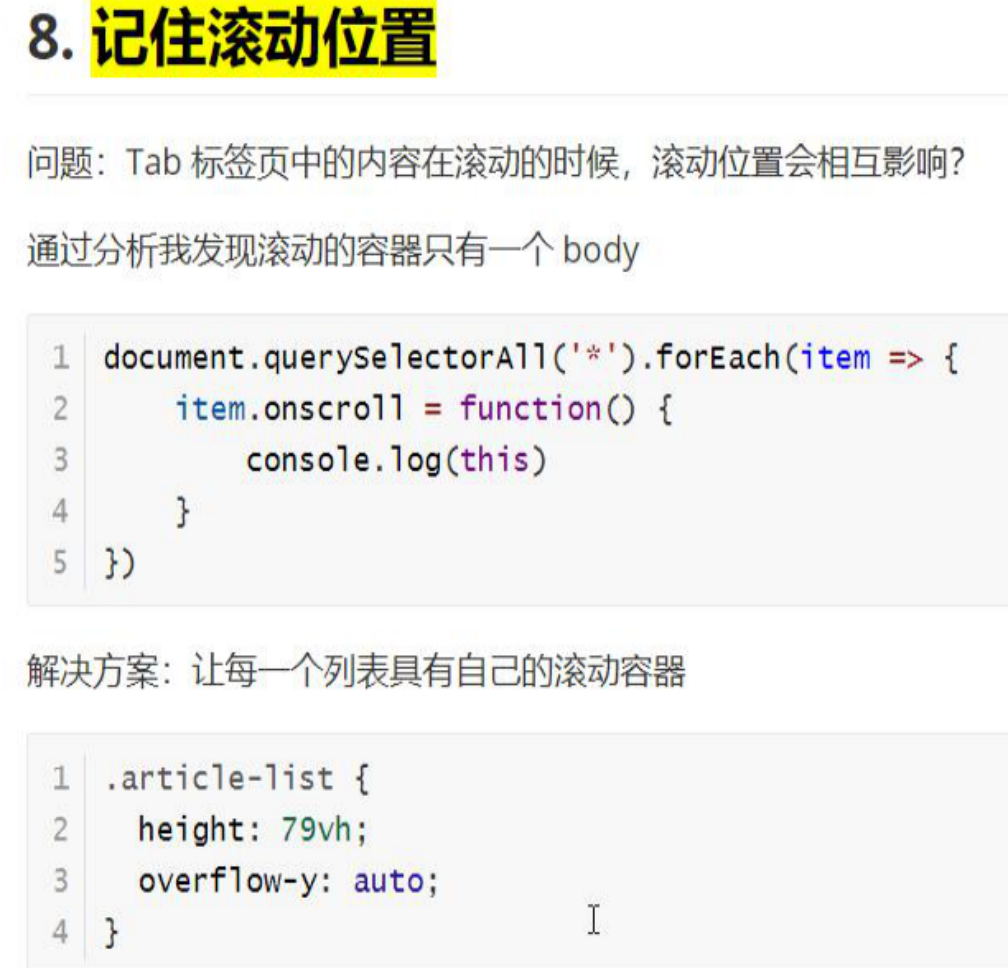 8. 记住滚动位置
问题：Tab 标签页中的内容在滚动的时候，滚动位置会相互影响？
通过分析我发现滚动的容器只有一个 body
1 document.querySelectorAll('*').forEach(item => {
2     item.onscroll = function() {
3         console.log(this)
4     }
5 })
解决方案：让每一个列表具有自己的滚动容器
1 .article-list {
2   height: 79vh;
3   overflow-y: auto;
4 }